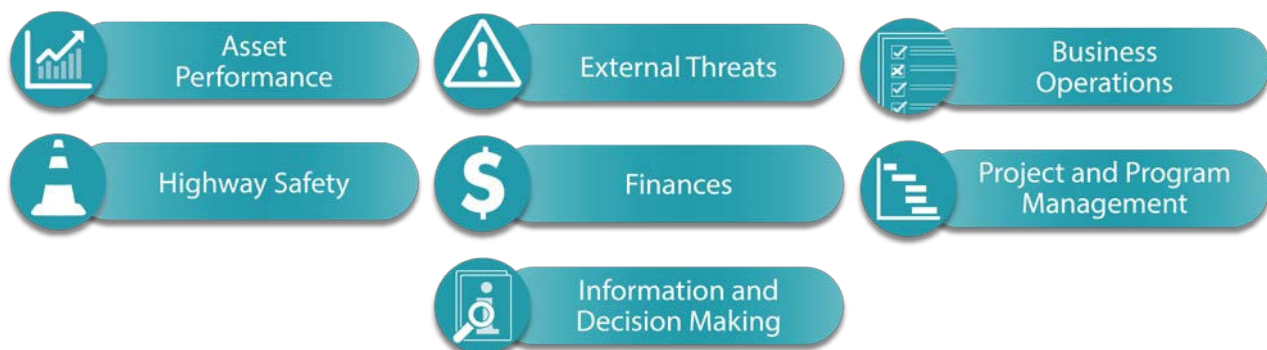 Asset
Performance
External Threats
Business
Operations
Highway Safety
$
Finances
Project and Program
Management
Information and
Decision Making